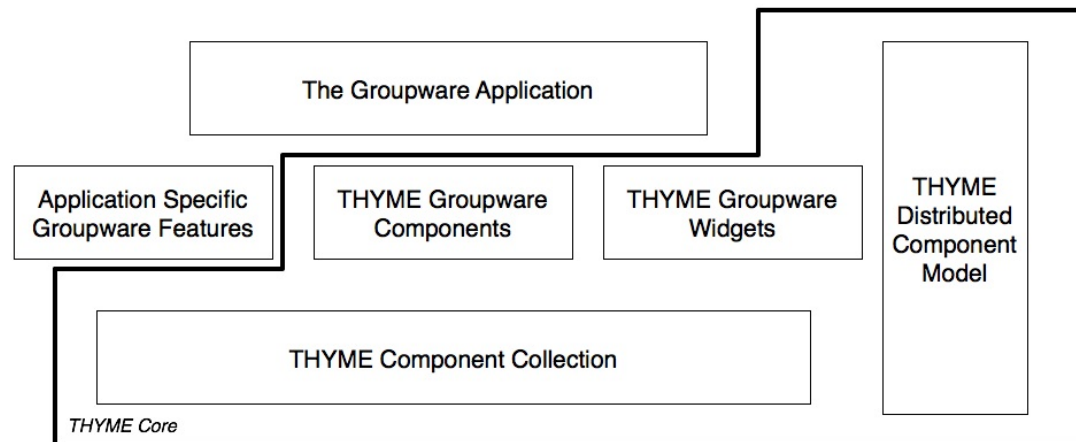 The Groupware Application
Application Specific
Groupware Features
THYME Groupware
Components
THYME Groupware
Widgets
THYME
Distributed
Component
Model
THYME Component Collection
THYME Core